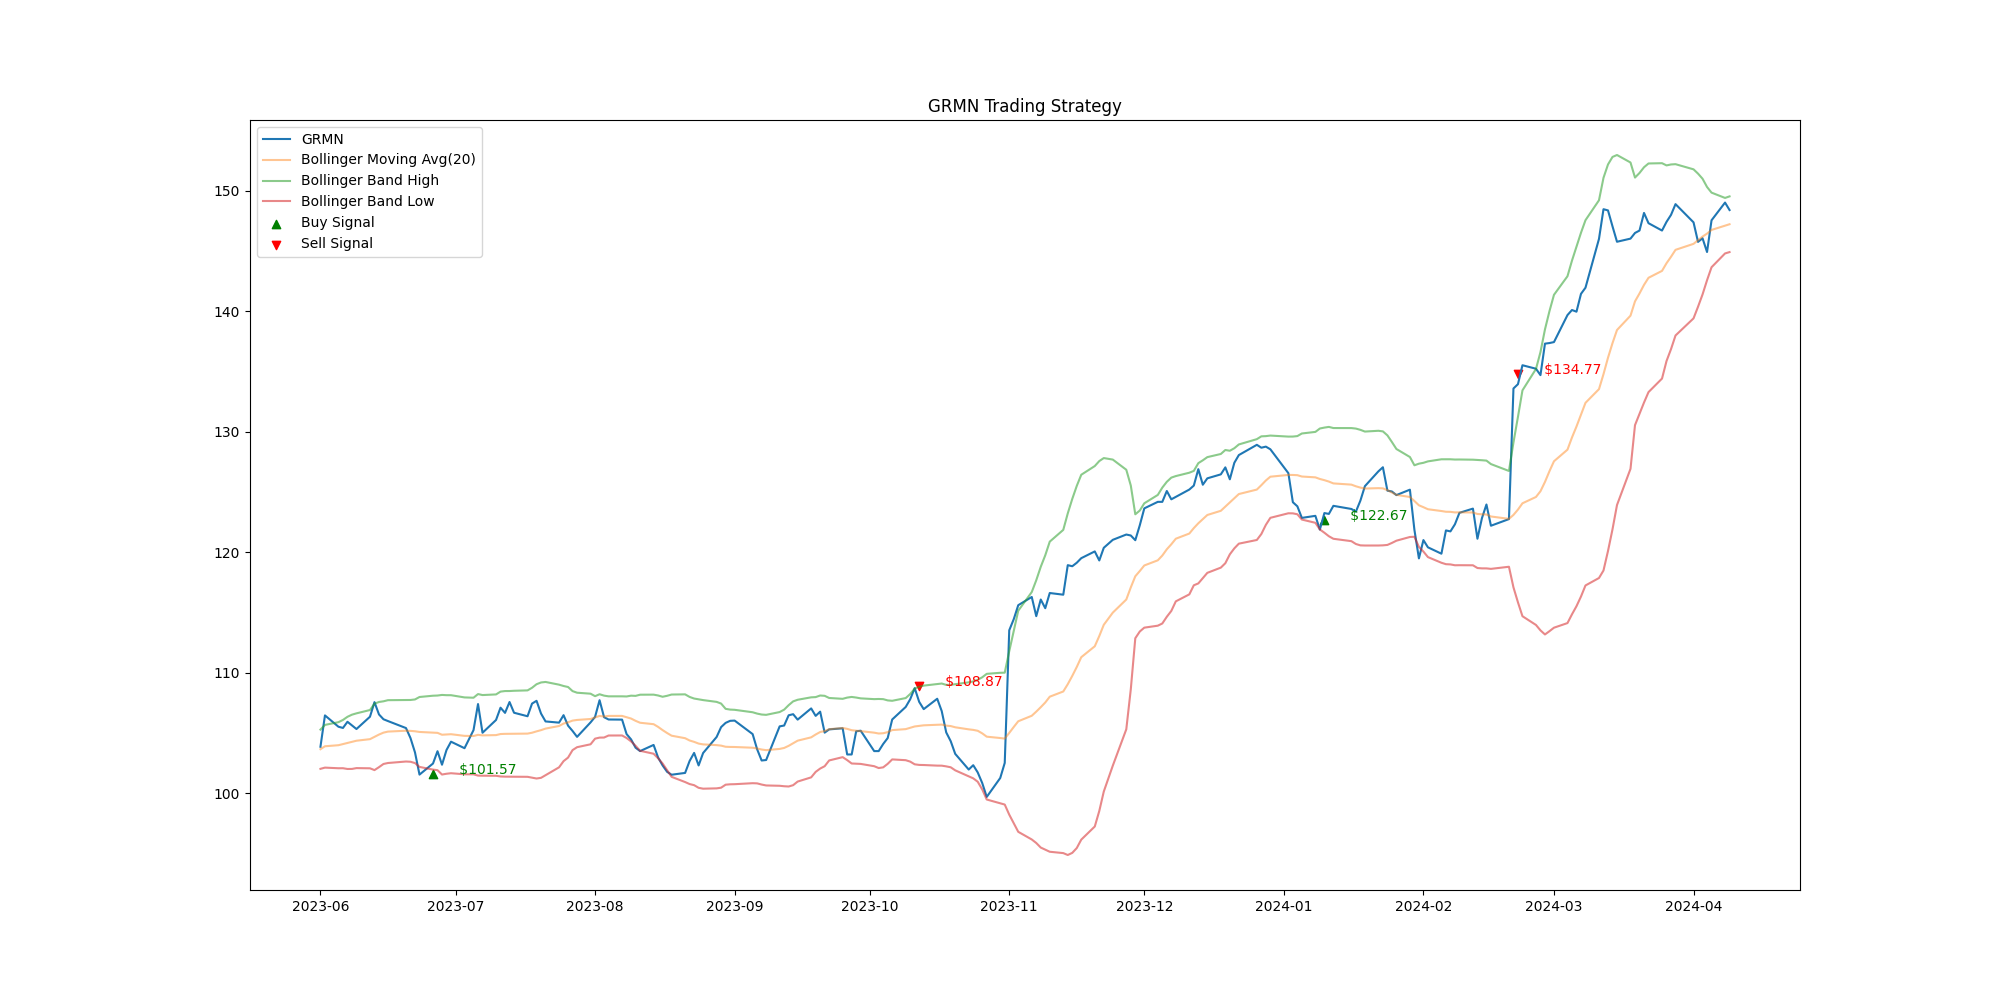 GRMN Trading Strategy
GRMN
Bollinger Moving Avg(20)
Bollinger Band High
Bollinger Band Low
Buy Signal
Sell Signal
150
140
130
120
110
100
$134.77
$122.67
$108.87
$101.57
2023-06 2023-07 2023-08 2023-09 2023-10 2023-11 2023-12 2024-01 2024-02 2024-03 2024-04